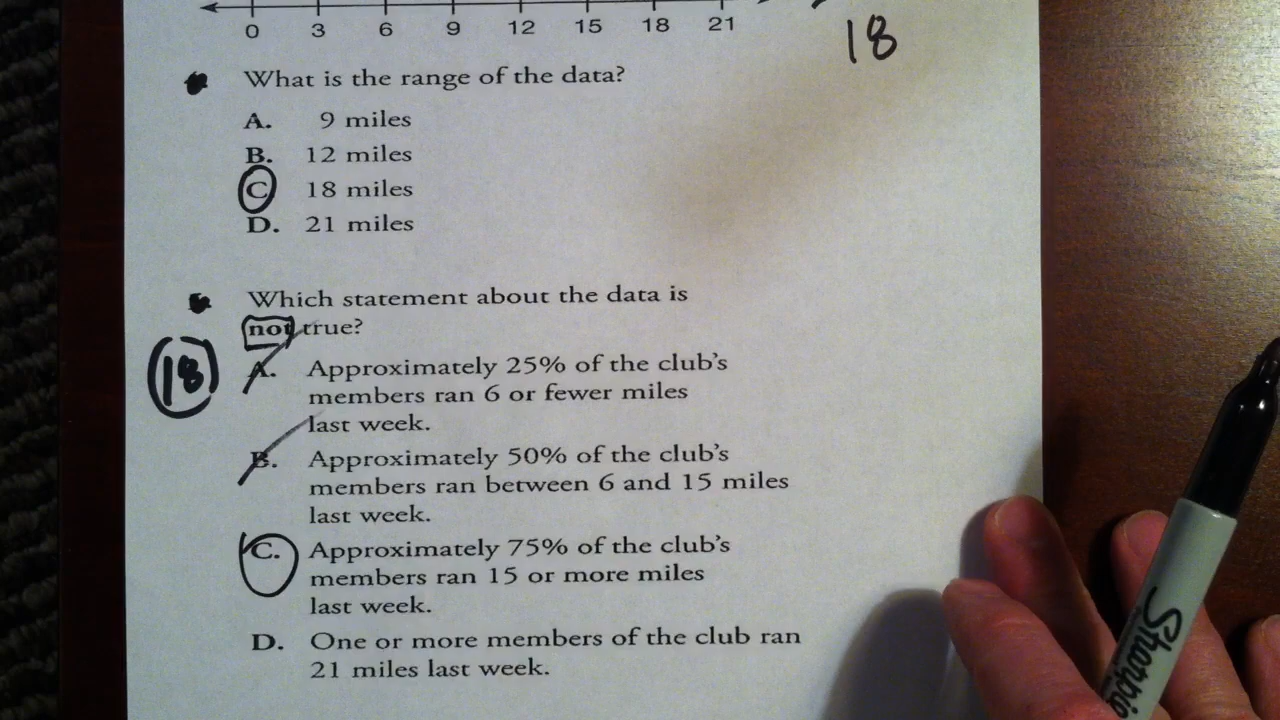 0 3 6 9 12 15 18 21
18
What is the range of the data?
A. 9 miles
B. 12 miles
C 18 miles
D. 21 miles
Which statement about the data is
not true?
18
A. Approximately 25% of the club's
members ran 6 or fewer miles
last week.
B. Approximately 50% of the club's
members ran between 6 and 15 miles
last week.
C. Approximately 75% of the club's
members ran 15 or more miles
last week.
D. One or more members of the club ran
21 miles last week.
Sharpie